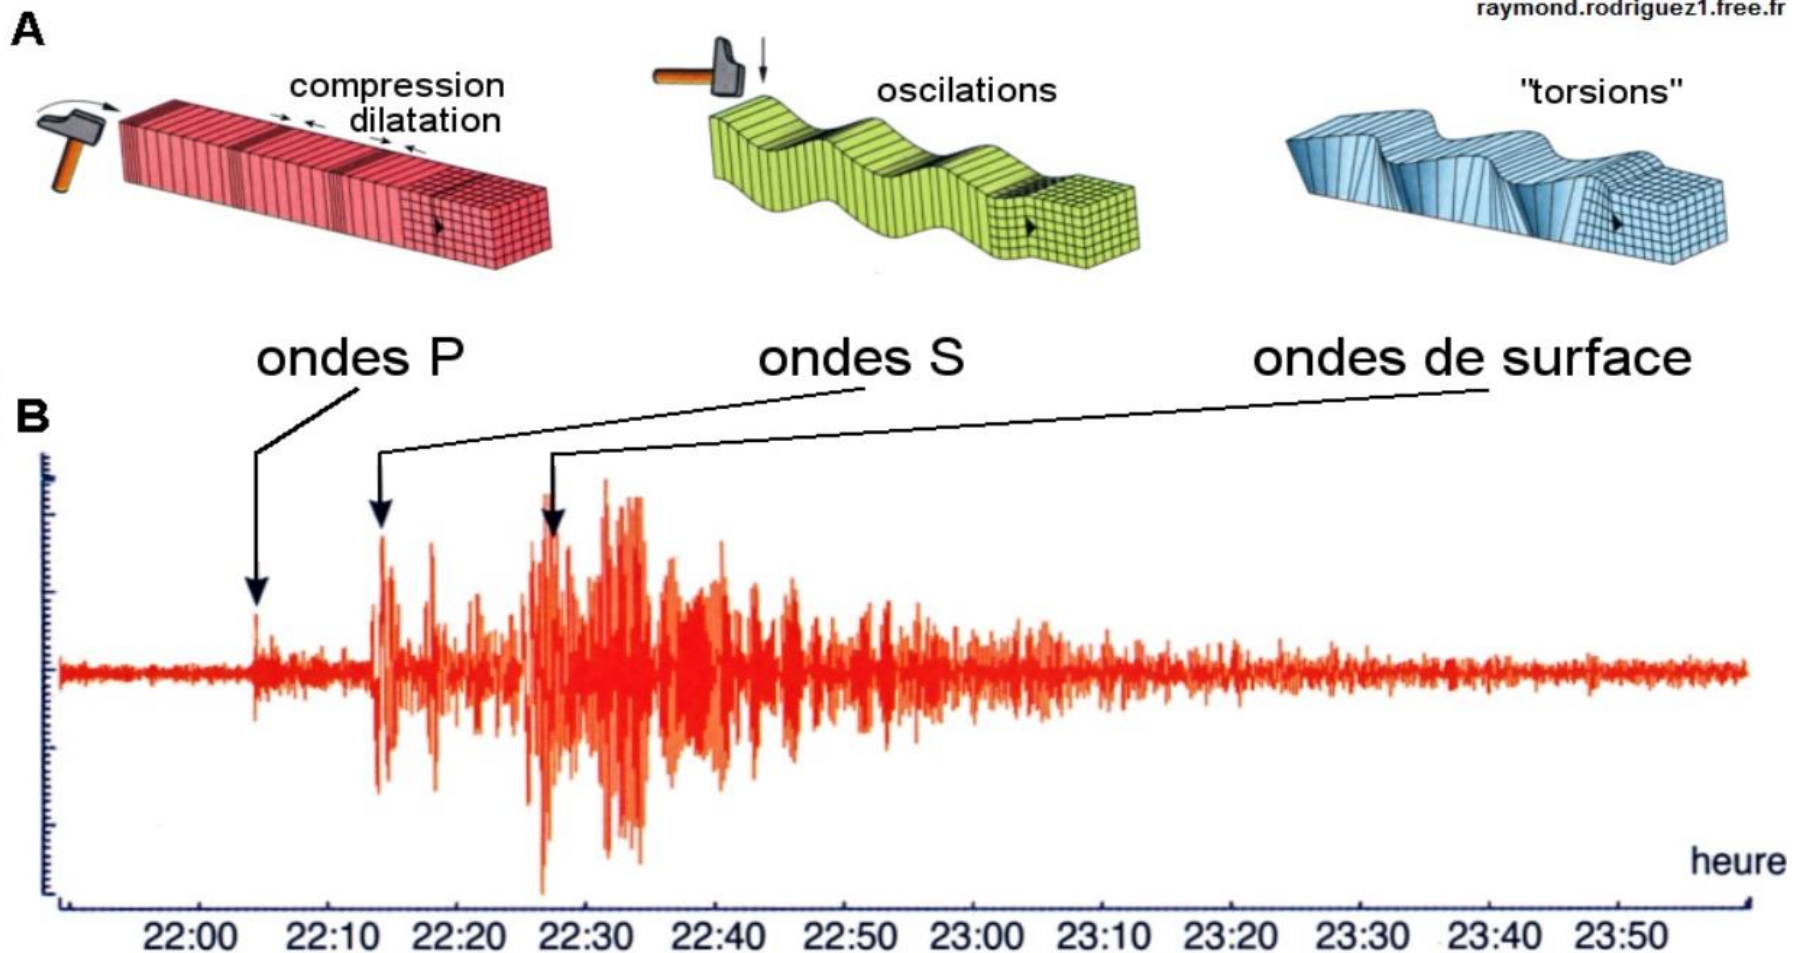 raymond.rodriguez1.free.fr
A
compression
dilatation
oscilations
"torsions"
ondes P
ondes S
ondes de surface
B
heure
22:00 22:10 22:20 22:30 22:40 22:50 23:00 23:10 23:20 23:30 23:40 23:50